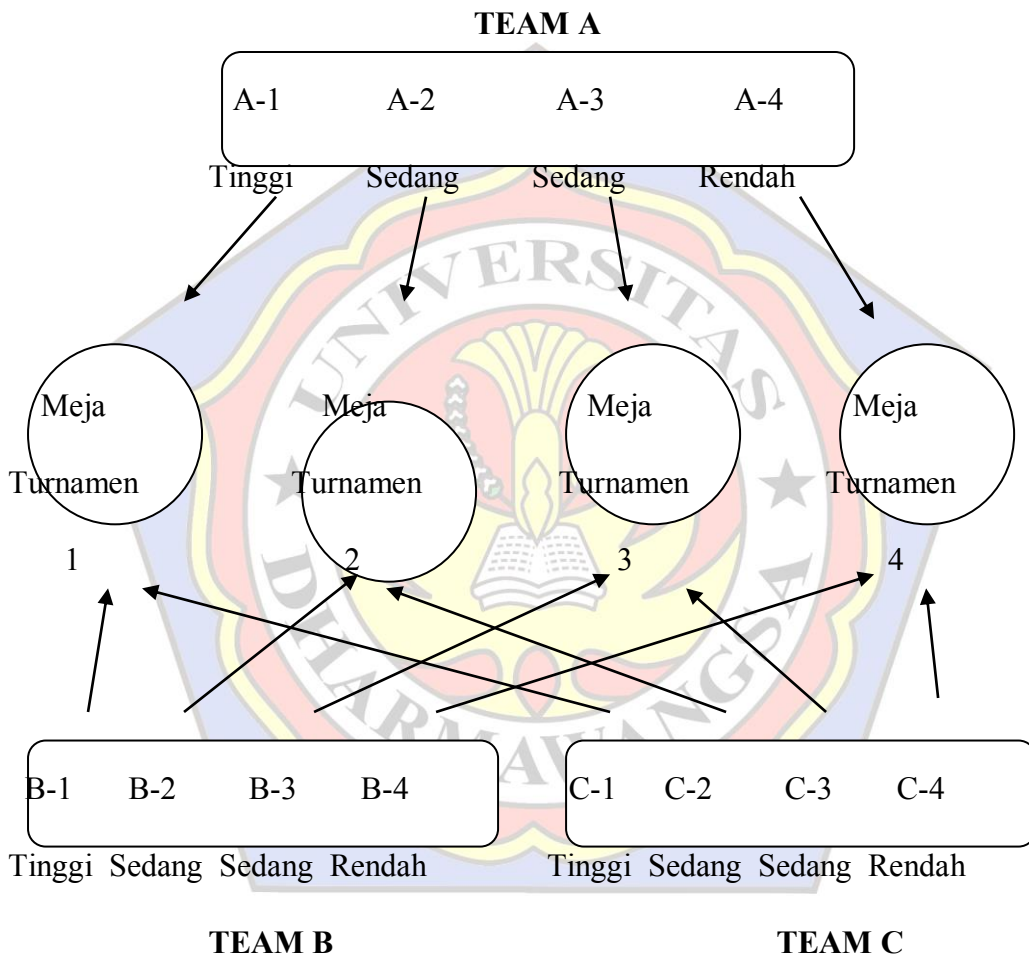 TEAM A
A-1 A-2 A-3 A-4
Tinggi Sedang Sedang Rendah
UNIVERSITAS
Meja Meja Meja Meja
Turnamen Turnamen Turnamen Turnamen
1 2 3 4
DHARMAWANGSA
B-1 B-2 B-3 B-4 C-1 C-2 C-3 C-4
Tinggi Sedang Sedang Rendah Tinggi Sedang Sedang Rendah
TEAM B TEAM C